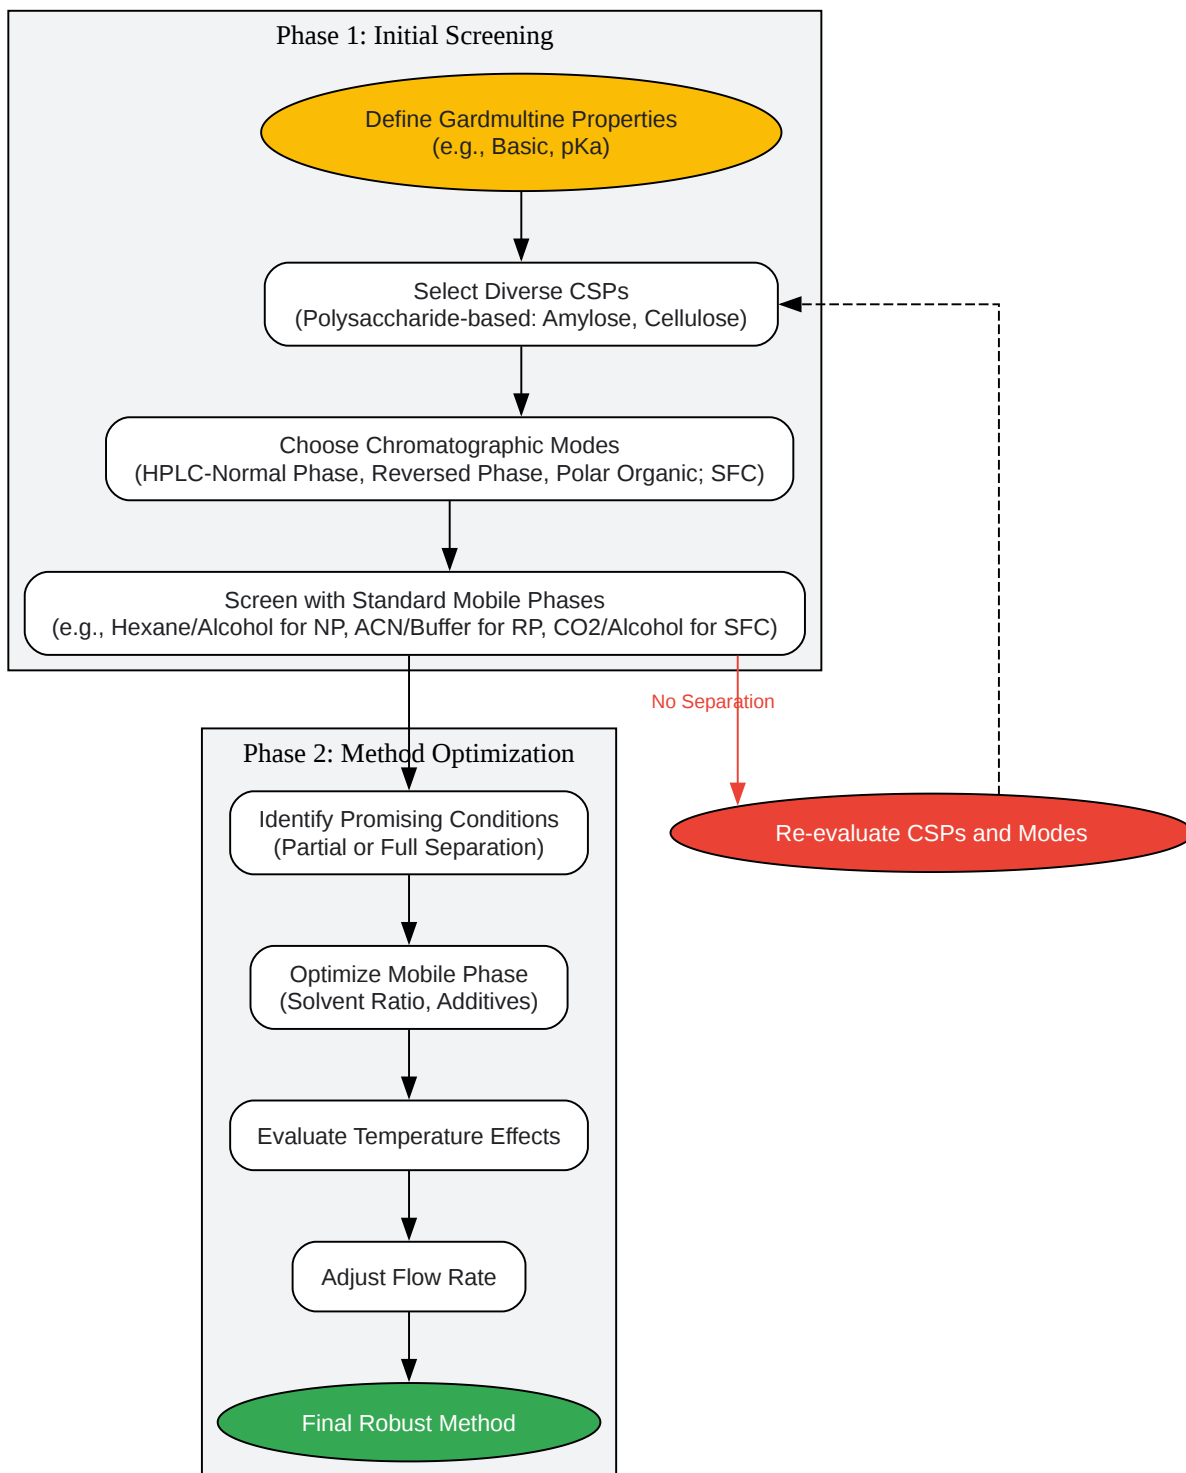 Phase 1: Initial Screening
Define Gardmultine Properties
(e.g., Basic, pKa)
Select Diverse CSPs
(Polysaccharide-based: Amylose, Cellulose)
Choose Chromatographic Modes
(HPLC-Normal Phase, Reversed Phase, Polar Organic; SFC)
Screen with Standard Mobile Phases
(e.g., Hexane/Alcohol for NP, ACN/Buffer for RP, CO2/Alcohol for SFC)
No Separation
Phase 2: Method Optimization
Identify Promising Conditions
(Partial or Full Separation)
Re-evaluate CSPs and Modes
Optimize Mobile Phase
(Solvent Ratio, Additives)
Evaluate Temperature Effects
Adjust Flow Rate
Final Robust Method